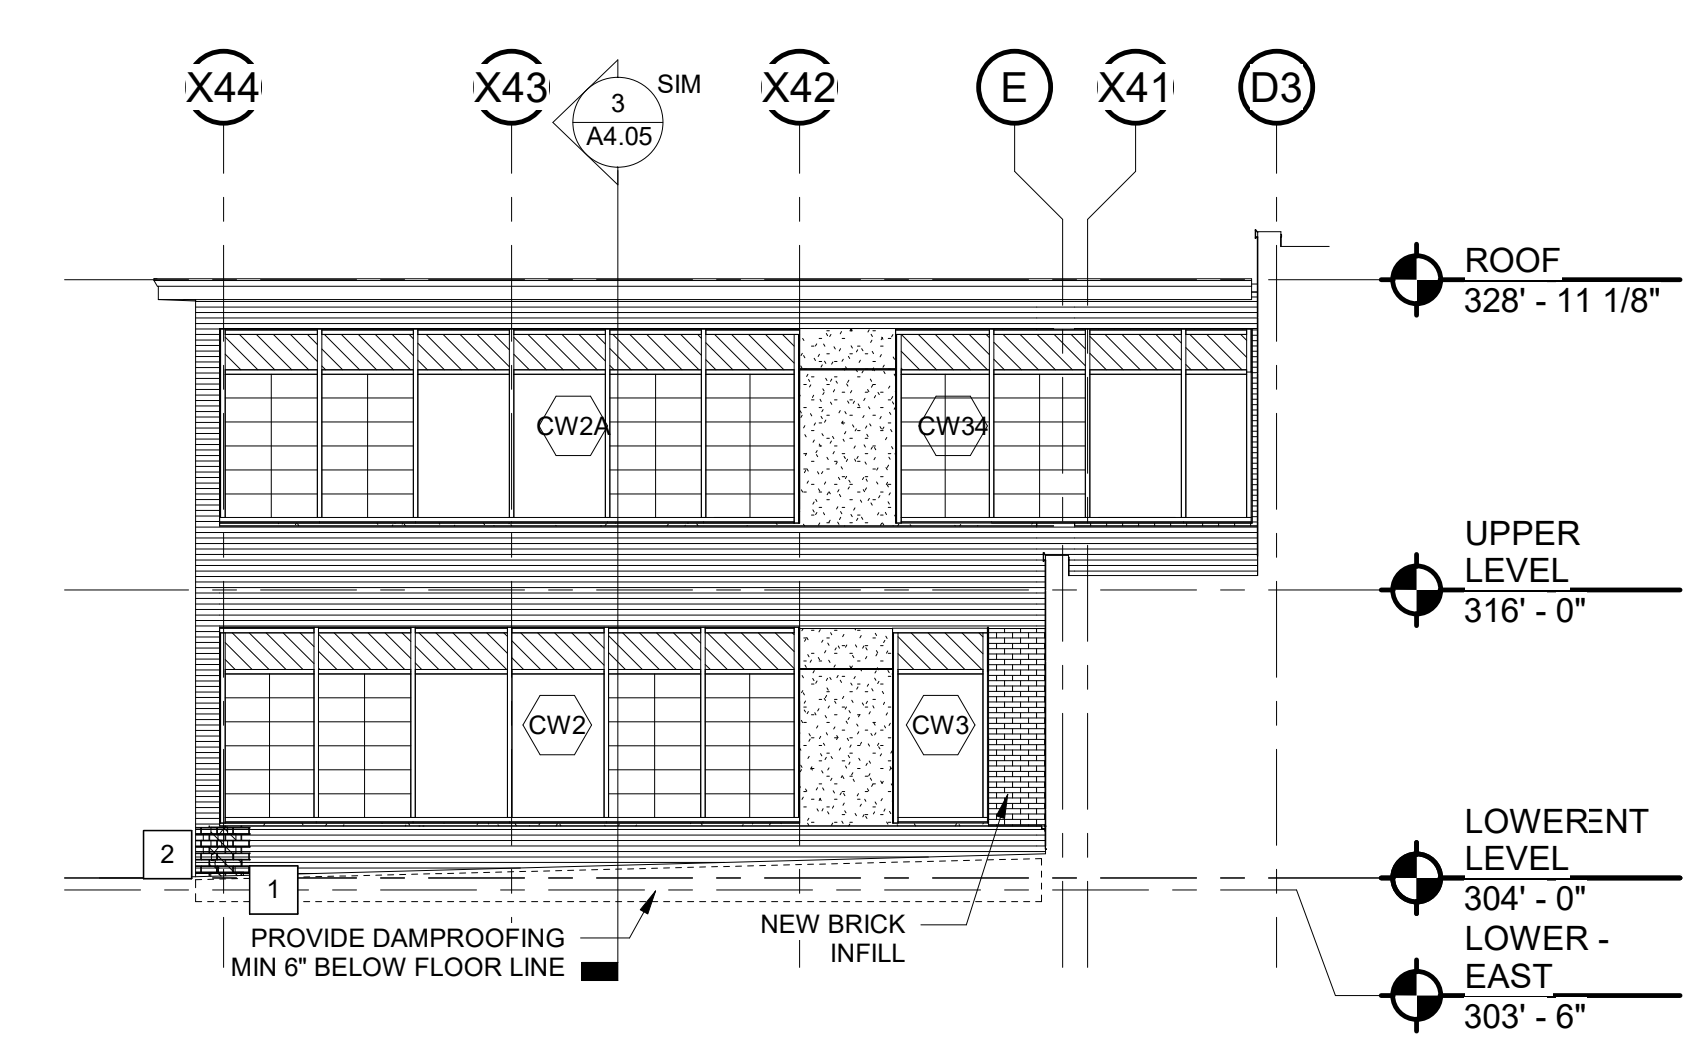 X44
X43
3
A4.05
SIM
X42
E
X41
D3
ROOF
328' - 11 1/8"
CW2A
CW34
UPPER
LEVEL
316' - 0"
CW2
CW3
2
1
LOWER
LEVEL
304' - 0"
PROVIDE DAMPROOFING
MIN 6" BELOW FLOOR LINE
NEW BRICK
INFILL
LOWER -
EAST
303' - 6"